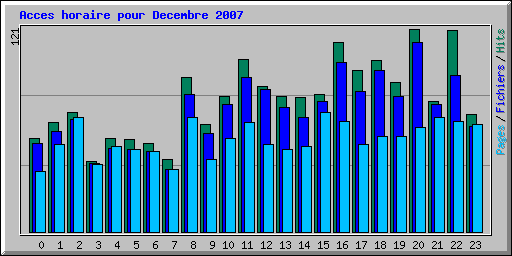 Acces horaire pour Decembre 2007
121
Pages / Fichiers / Hits
0 1 2 3 4 5 6 7 8 9 10 11 12 13 14 15 16 17 18 19 20 21 22 23